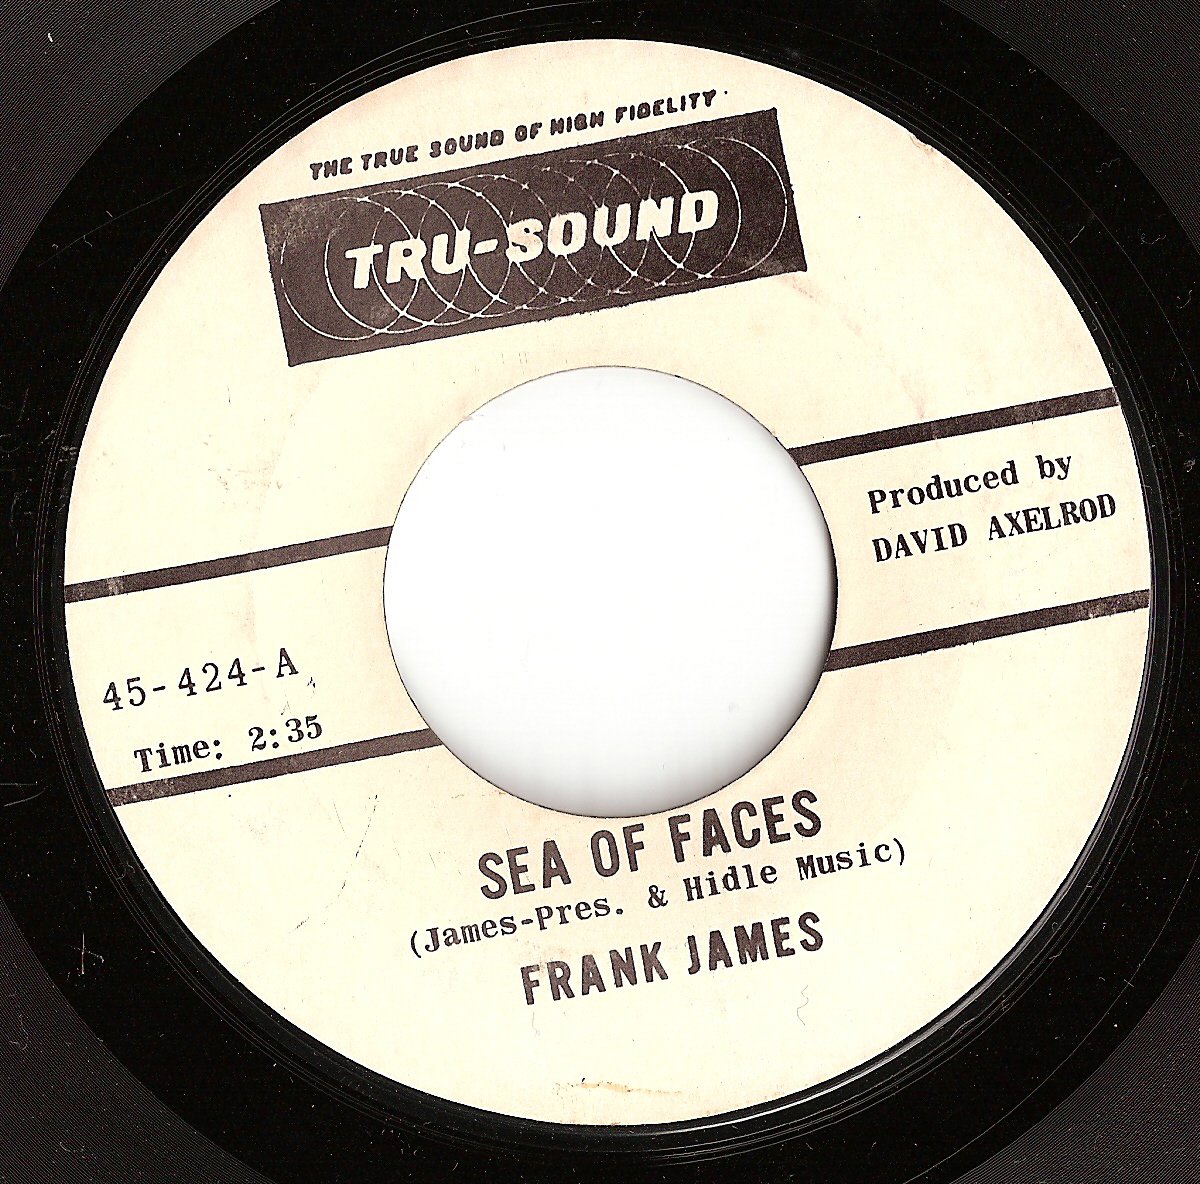 THE TRUE SOUND OF HIGH FIDELITY
TRU-SOUND
Produced by
DAVID AXELROD
45-424-A
Time: 2:35
SEA OF FACES
(James-Pres. & Hidle Music)
FRANK JAMES